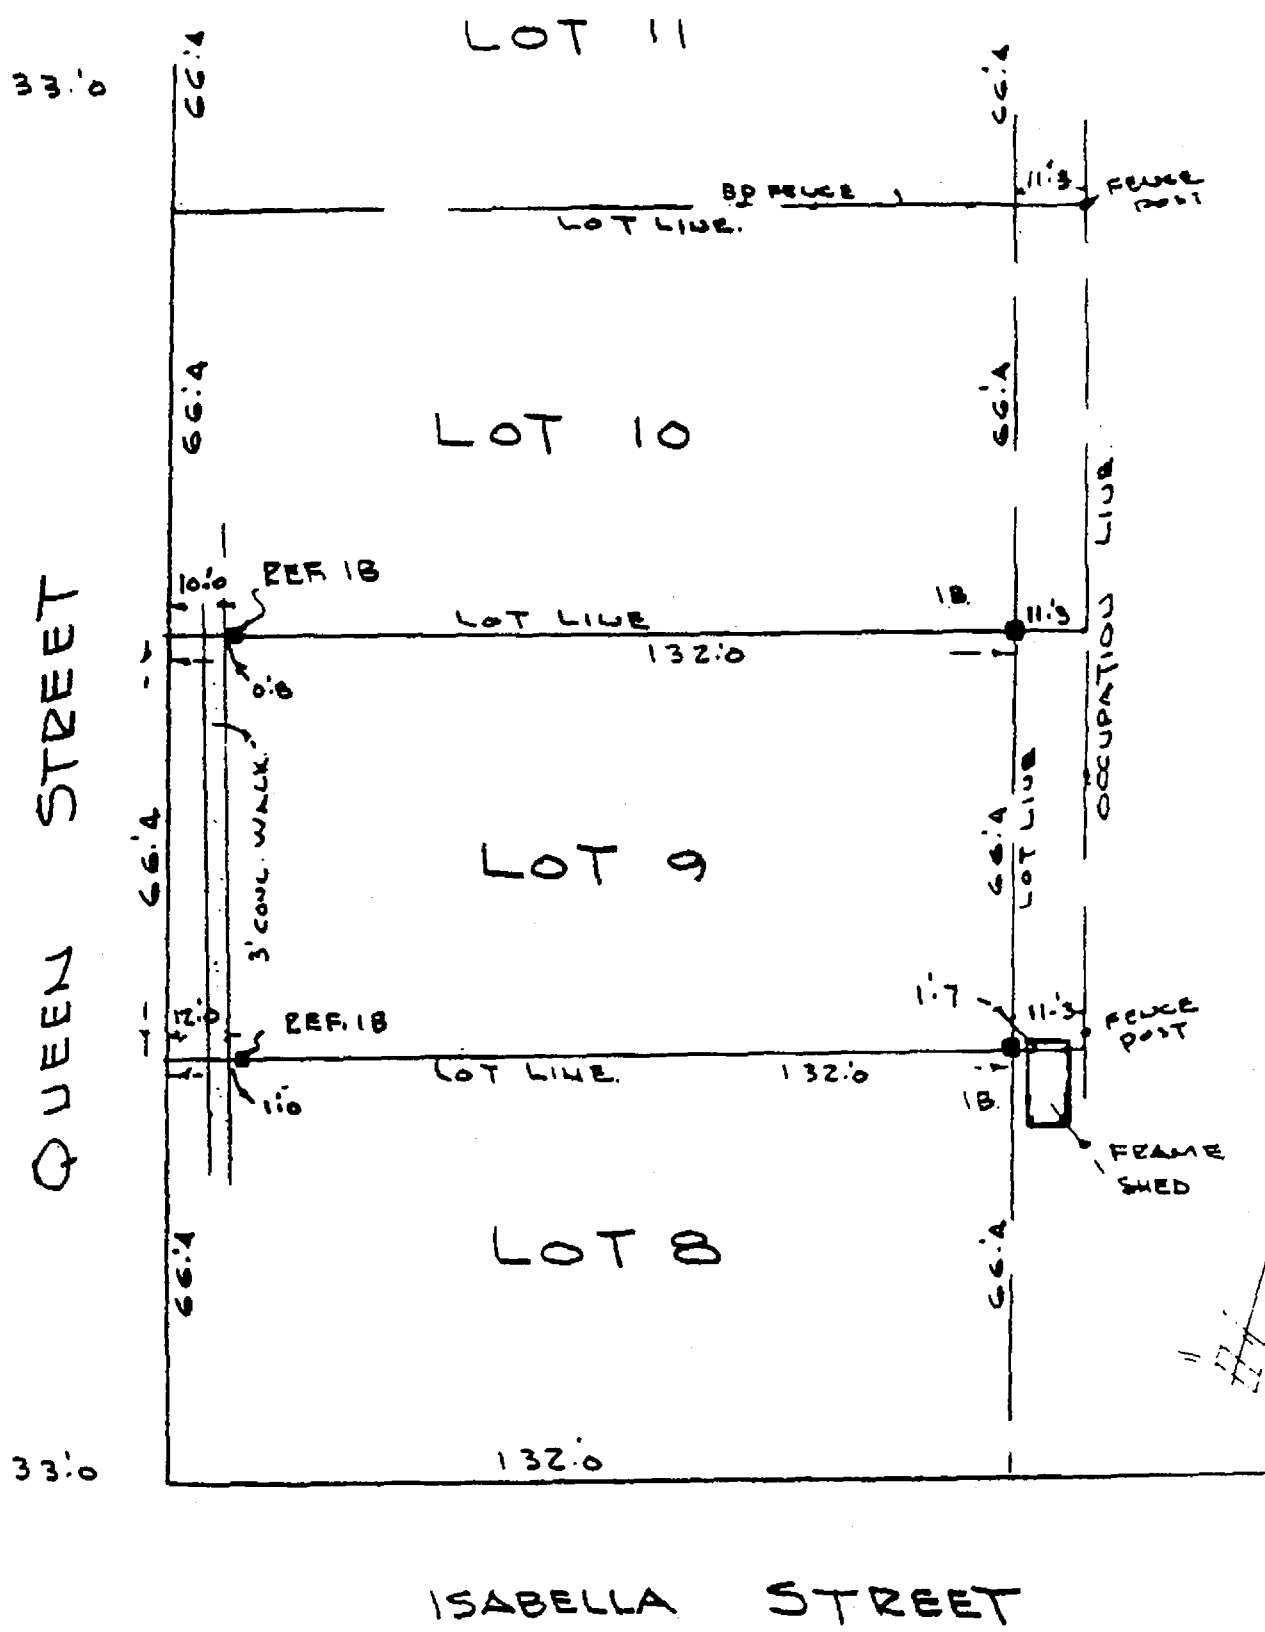 LOT 11
33.'0
66.'4
66.'4
BD FENCE
11.'3
FENCE
POST
LOT LINE.
66.'4
66.'4
LOT 10
OCCUPATION LINE
10.'0
REF. IB
IB.
11.'3
LOT LINE
132.'0
0.'8
QUEEN STREET
3' CONC. WALK.
66.'4
66.'4
LOT LINE
LOT 9
1.'7
11.'3
FENCE
POST
12.'0
REF. IB
LOT LINE.
132.'0
1.'0
IB.
FRAME
SHED
66.'4
66.'4
LOT 8
33.'0
132.'0
ISABELLA STREET